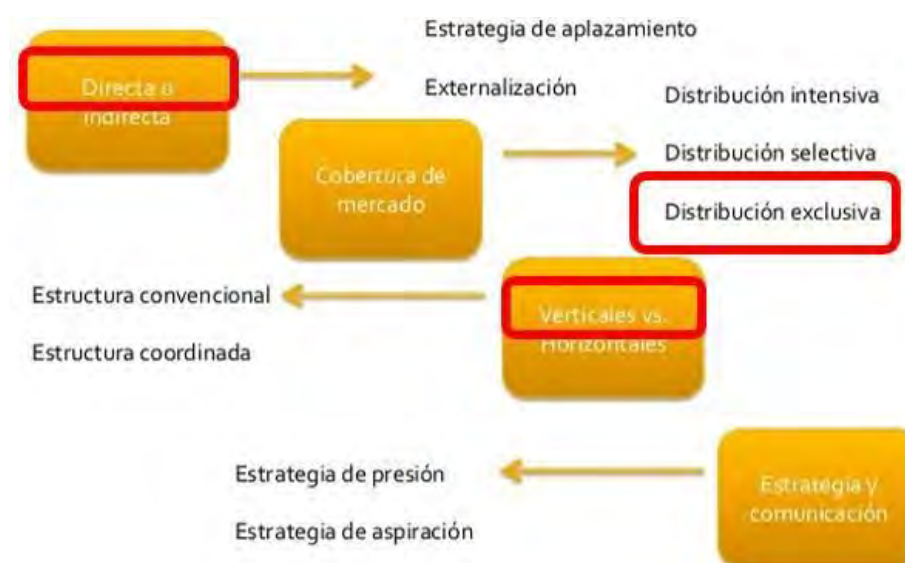 Estrategia de aplazamiento
Directa o
indirecta
Externalización
Distribución intensiva
Cobertura de
mercado
Distribución selectiva
Distribución exclusiva
Estructura convencional
Verticales vs.
Horizontales
Estructura coordinada
Estrategia de presión
Estrategia y
comunicación
Estrategia de aspiración